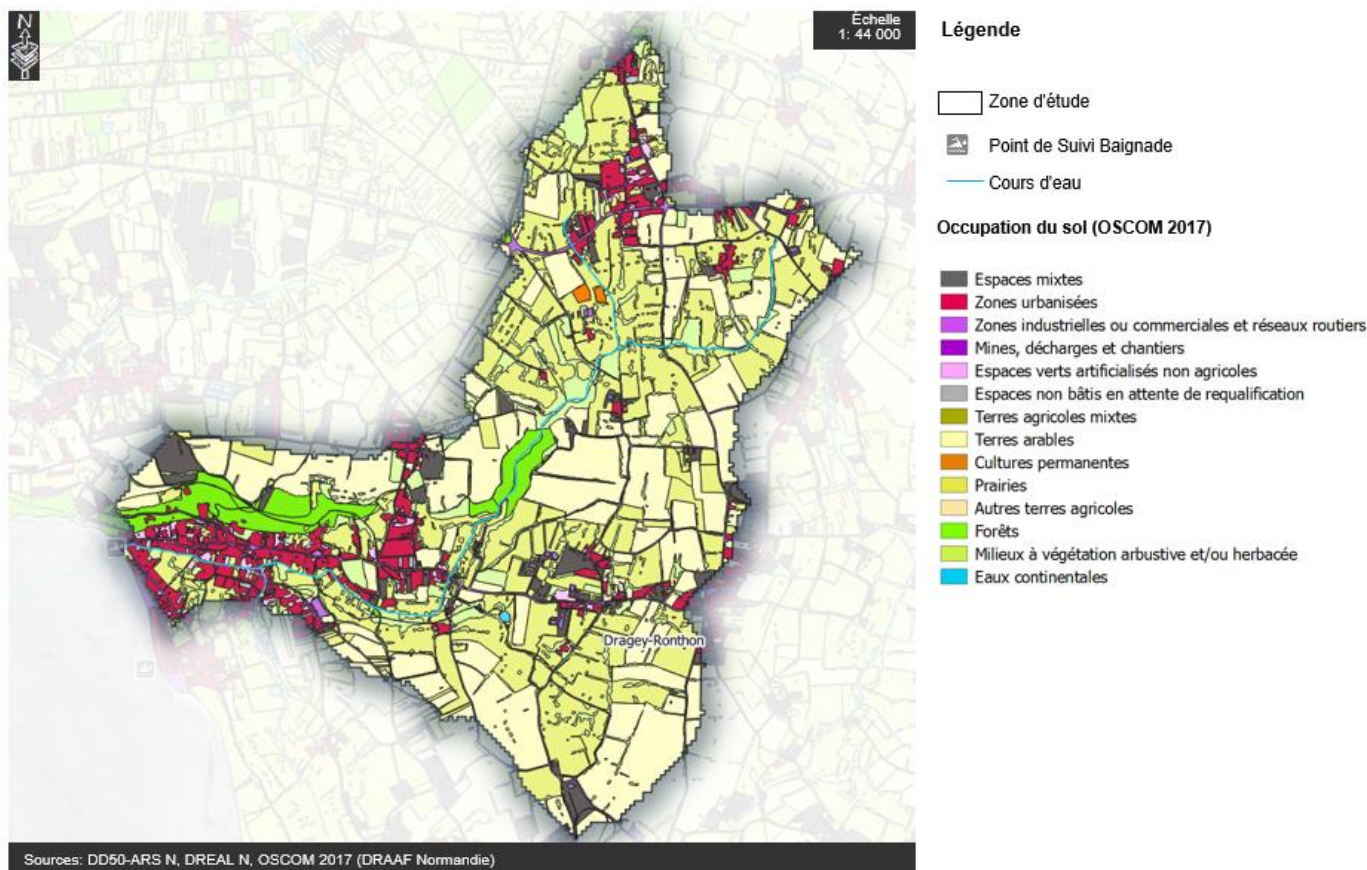 N
Échelle
1: 44 000
Dragey-Ronthon
Sources: DD50-ARS N, DREAL N, OSCOM 2017 (DRAAF Normandie)
Légende
Zone d'étude
Point de Suivi Baignade
Cours d'eau
Occupation du sol (OSCOM 2017)
Espaces mixtes
Zones urbanisées
Zones industrielles ou commerciales et réseaux routiers
Mines, décharges et chantiers
Espaces verts artificialisés non agricoles
Espaces non bâtis en attente de requalification
Terres agricoles mixtes
Terres arables
Cultures permanentes
Prairies
Autres terres agricoles
Forêts
Milieux à végétation arbustive et/ou herbacée
Eaux continentales